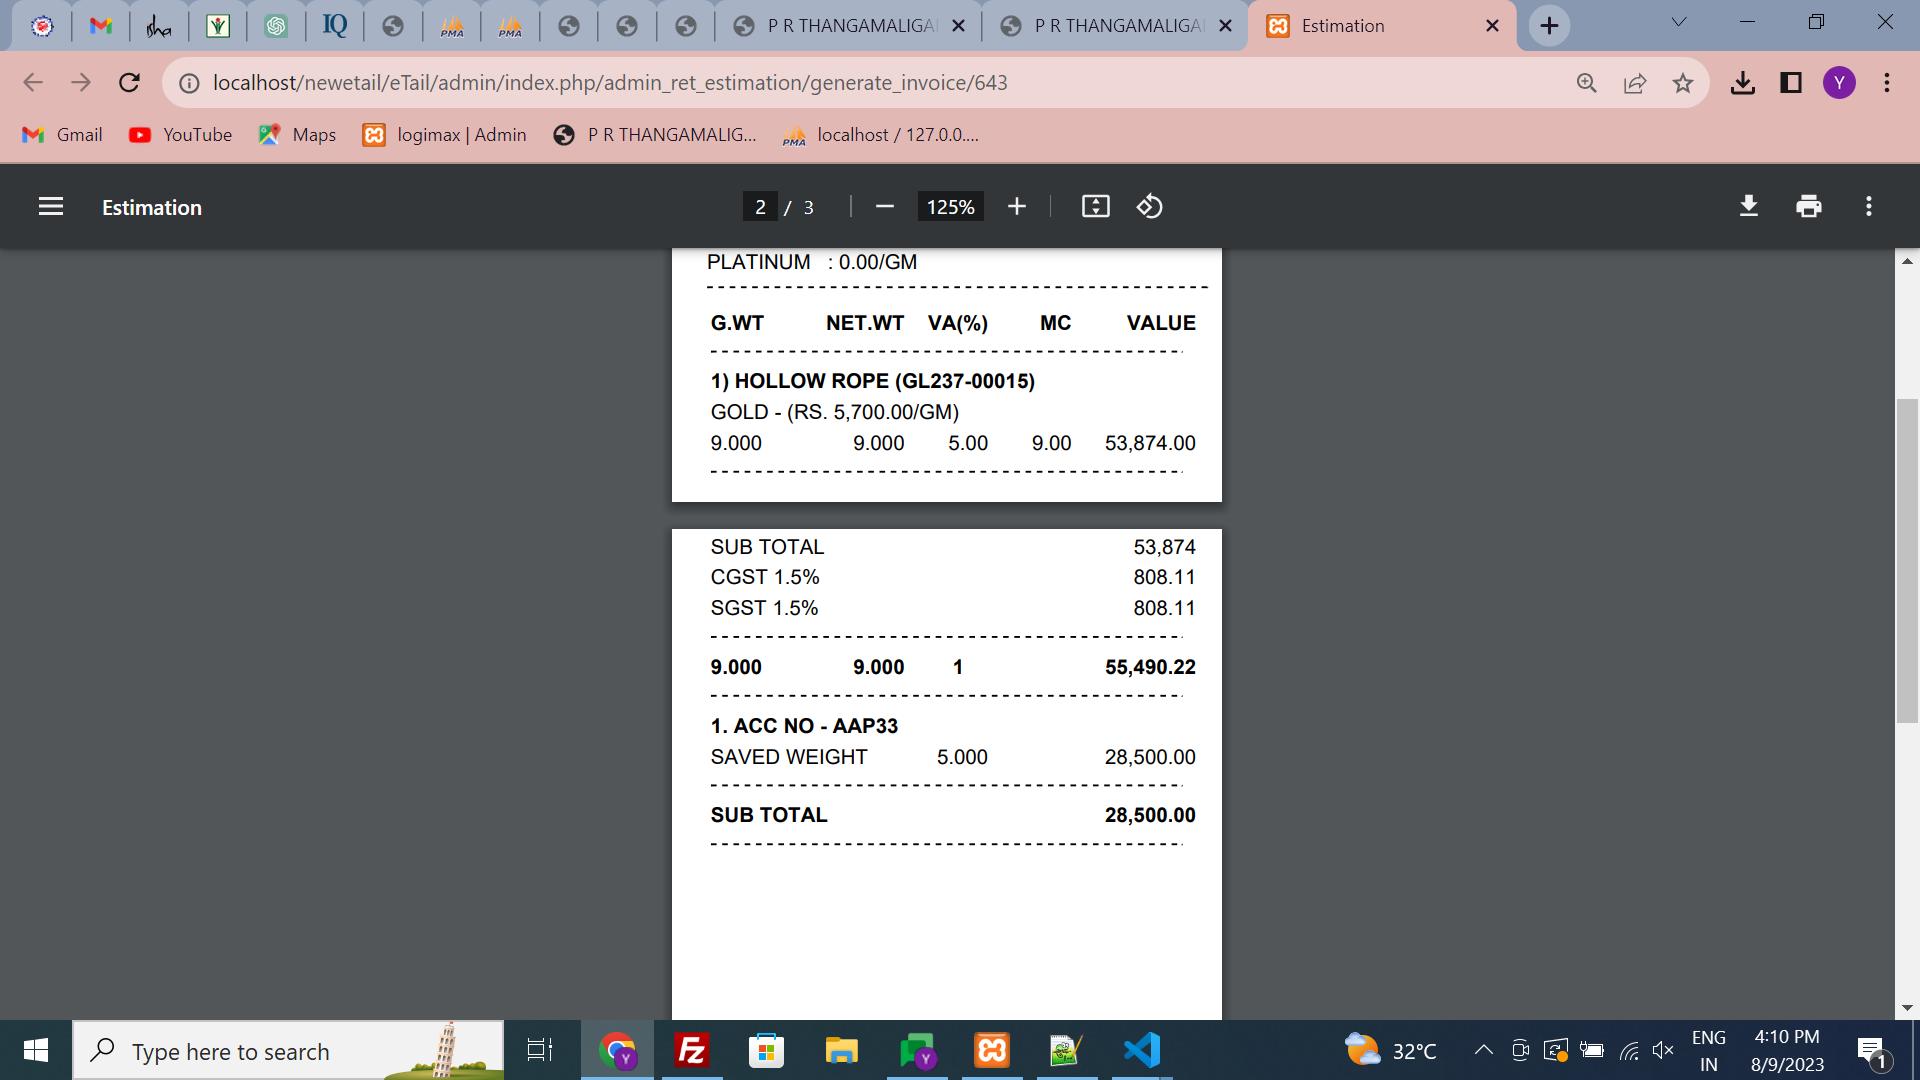 IQ
P R THANGAMALIGA
P R THANGAMALIGA
Estimation
localhost/newetail/eTail/admin/index.php/admin_ret_estimation/generate_invoice/643
Y
Gmail
YouTube
Maps
logimax | Admin
P R THANGAMALIG...
PMA
localhost / 127.0.0....
Estimation
2 / 3
125%
PLATINUM : 0.00/GM
G.WT NET.WT VA(%) MC VALUE
1) HOLLOW ROPE (GL237-00015)
GOLD - (RS. 5,700.00/GM)
9.000 9.000 5.00 9.00 53,874.00
SUB TOTAL 53,874
CGST 1.5% 808.11
SGST 1.5% 808.11
9.000 9.000 1 55,490.22
1. ACC NO - AAP33
SAVED WEIGHT 5.000 28,500.00
SUB TOTAL 28,500.00
Type here to search
32°C
ENG
IN
4:10 PM
8/9/2023
1